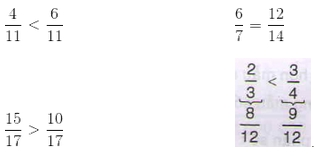 4/11 < 6/11
6/7 = 12/14
15/17 > 10/17
2/3 < 3/4
8/12 9/12